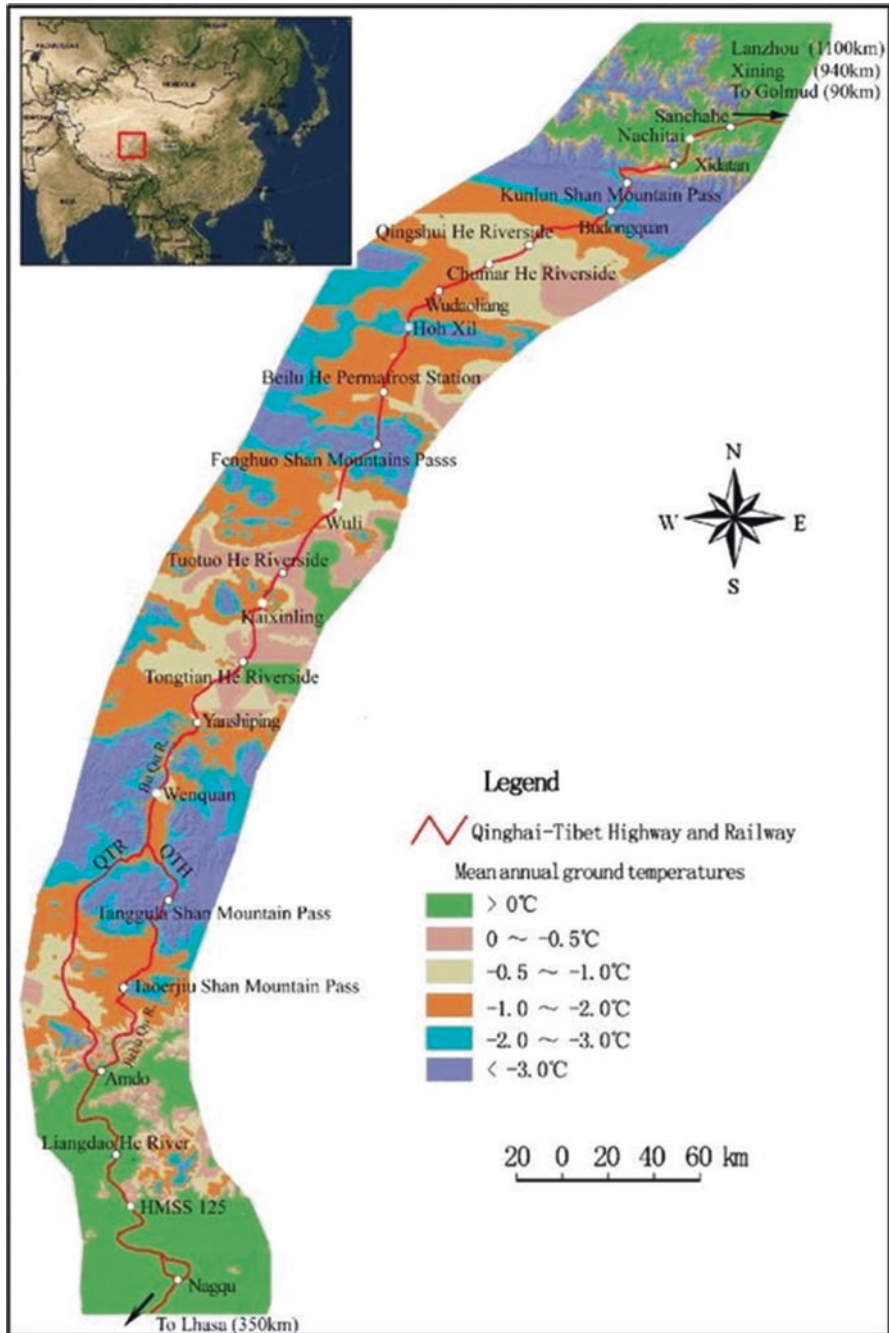 Lanzhou (1100km)
Xining (940km)
To Golmud (90km)
Sanchahe
Nachitai
Xidatan
Kunlun Shan Mountain Pass
Budongquan
Qingshui He Riverside
Chumar He Riverside
Wudaoliang
Hoh Xil
Beilu He Permafrost Station
Fenghuo Shan Mountains Passs
Wuli
Tuotuo He Riverside
Kaixinling
Tongtian He Riverside
Yanshiping
Bu Qu R.
Wenquan
QTR
QTH
Tanggula Shan Mountain Pass
Taoerjiu Shan Mountain Pass
Qu R.
Amdo
Liangdao He River
HMSS 125
Nagqu
To Lhasa (350km)
N
W E
S
Legend
Qinghai-Tibet Highway and Railway
Mean annual ground temperatures
> 0℃
0 ~ -0.5℃
-0.5 ~ -1.0℃
-1.0 ~ -2.0℃
-2.0 ~ -3.0℃
< -3.0℃
20 0 20 40 60 km